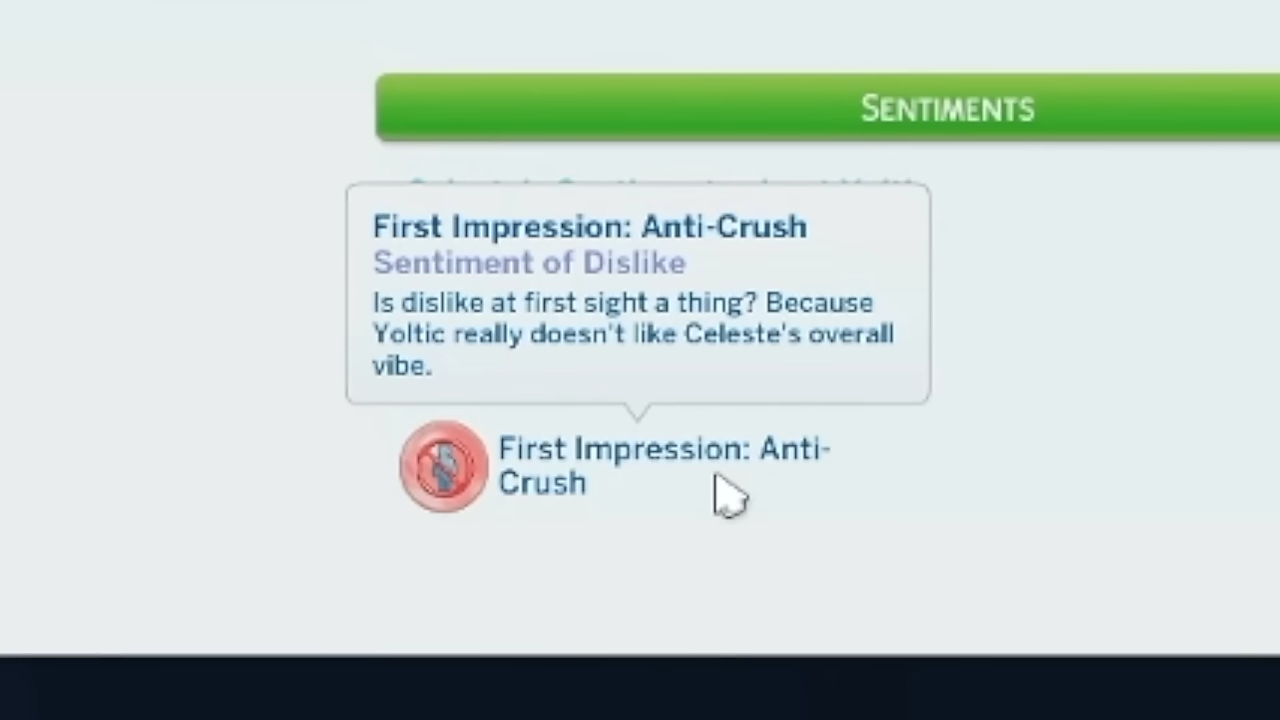 SENTIMENTS
First Impression: Anti-Crush
Sentiment of Dislike
Is dislike at first sight a thing? Because
Yoltic really doesn't like Celeste's overall
vibe.
First Impression: Anti-
Crush